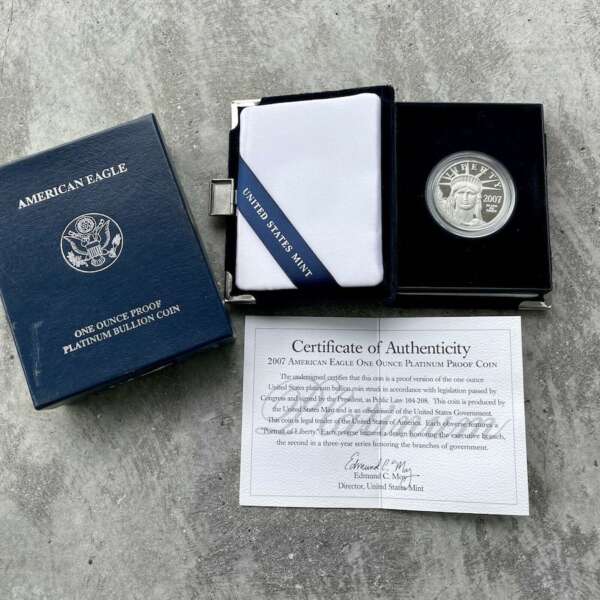 AMERICAN EAGLE
ONE OUNCE PROOF
PLATINUM BULLION COIN
UNITED STATES MINT
LIBERTY
2007
Certificate of Authenticity
2007 AMERICAN EAGLE ONE OUNCE PLATINUM PROOF COIN
Platinum
The undersigned certifies that this coin is a proof version of the one ounce
United States platinum bullion coin struck in accordance with legislation passed by
Congress and signed by the President, as Public Law 104-208. This coin is produced by
the United States Mint and is an obligation of the United States Government.
This coin is legal tender of the United States of America. Each obverse features
"Portrait of Liberty." Each reverse features a design honoring the executive branch,
the second in a three-year series honoring the branches of government.
Edmund C. Moy
Edmund C. Moy
Director, United States Mint